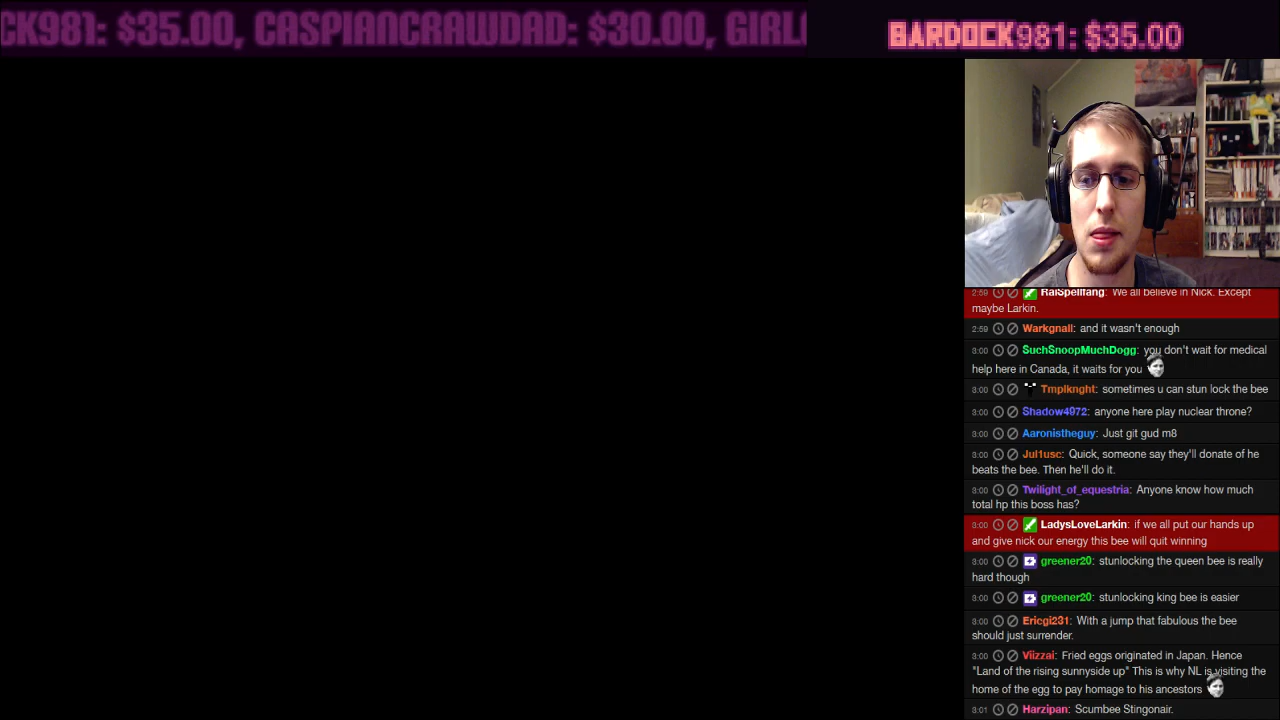 CK981: $35.00, CASPIANCRAWDAD: $30.00, GIRL
BARDOCK981: $35.00
2:59 RaiSpellfang: We all believe in Nick. Except
maybe Larkin.
2:59 Warkgnall: and it wasn't enough
3:00 SuchSnoopMuchDogg: you don't wait for medical
help here in Canada, it waits for you
3:00 Tmplknght: sometimes u can stun lock the bee
3:00 Shadow4972: anyone here play nuclear throne?
3:00 Aaronistheguy: Just git gud m8
3:00 Jul1usc: Quick, someone say they'll donate of he
beats the bee. Then he'll do it.
3:00 Twilight_of_equestria: Anyone know how much
total hp this boss has?
3:00 LadysLoveLarkin: if we all put our hands up
and give nick our energy this bee will quit winning
3:00 greener20: stunlocking the queen bee is really
hard though
3:00 greener20: stunlocking king bee is easier
3:00 Ericgi231: With a jump that fabulous the bee
should just surrender.
3:00 Viizzai: Fried eggs originated in Japan. Hence
"Land of the rising sunnyside up" This is why NL is visiting the
home of the egg to pay homage to his ancestors
3:01 Harzipan: Scumbee Stingonair.